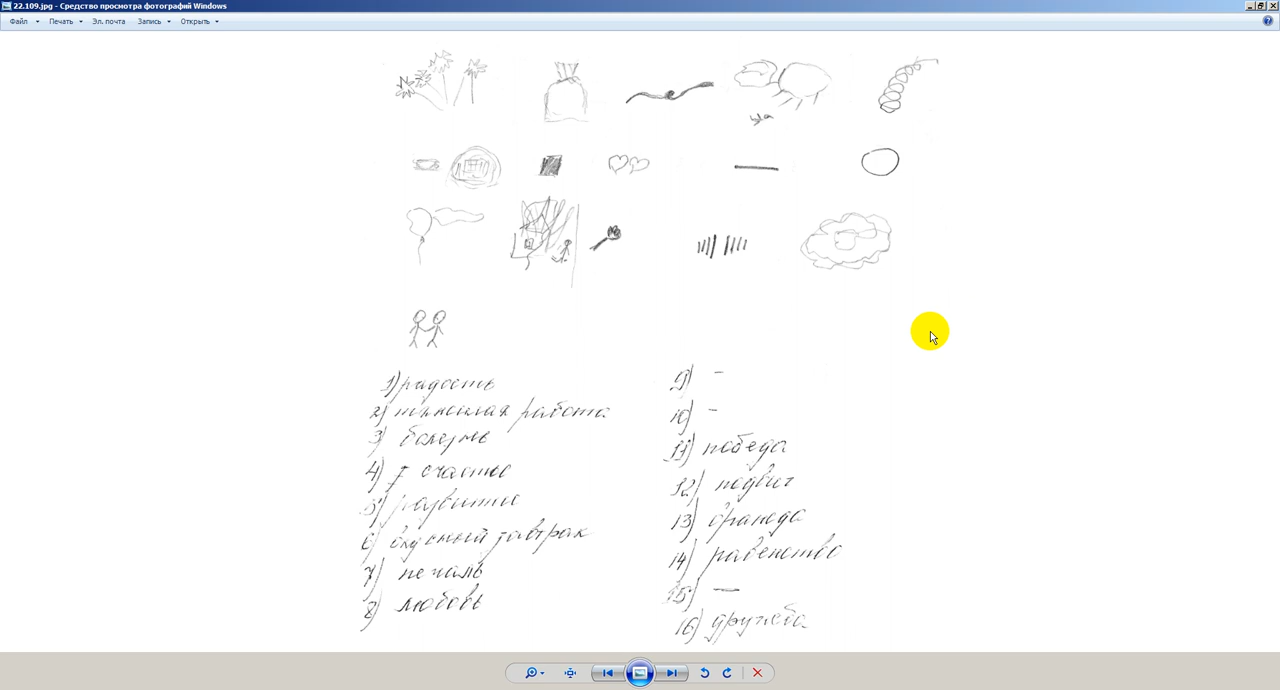 22.109.jpg - Средство просмотра фотографий Windows
Файл Печать Эл. почта Запись Открыть
1) радость
2) тяжелая работа
3) болезнь
4) счастье
5) развитие
6) вкусный завтрак
7) печаль
8) любовь
9) -
10) -
11) победа
12) подвиг
13) вражда
14) равенство
15) —
16) дружба